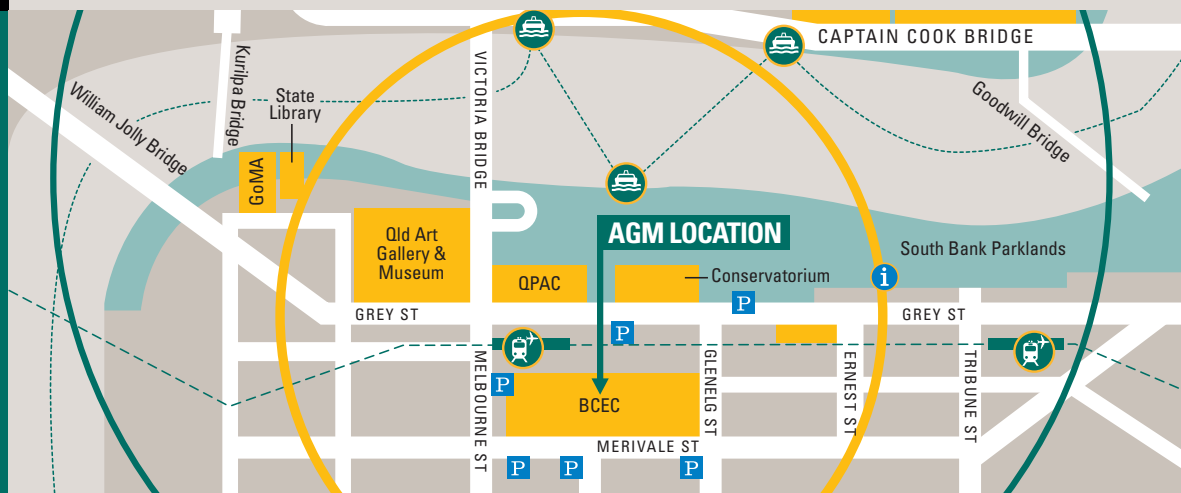 CAPTAIN COOK BRIDGE
Kurilpa Bridge
VICTORIA BRIDGE
William Jolly Bridge
State
Library
Goodwill Bridge
GoMA
AGM LOCATION
Qld Art
Gallery &
Museum
South Bank Parklands
QPAC
Conservatorium
i
P
GREY ST
GREY ST
P
MELBOURNE ST
GLENELG ST
ERNEST ST
TRIBUNE ST
P
BCEC
MERIVALE ST
P
P
P